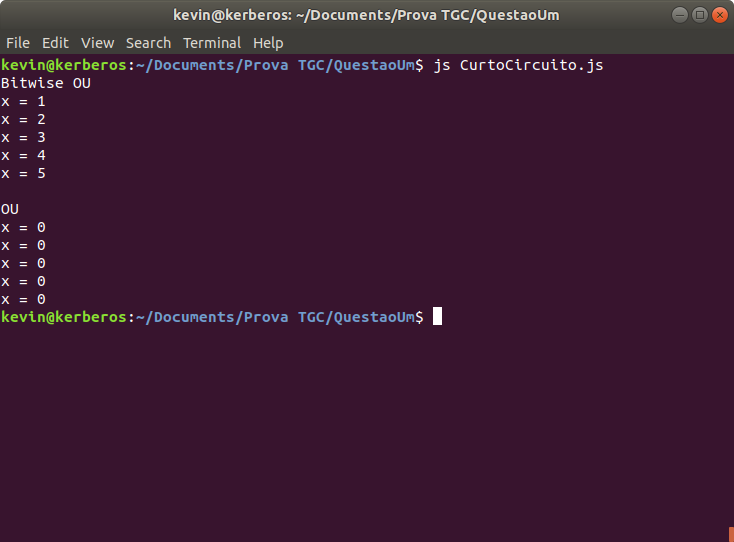 kevin@kerberos: ~/Documents/Prova TGC/QuestaoUm
File Edit View Search Terminal Help
kevin@kerberos:~/Documents/Prova TGC/QuestaoUm$ js CurtoCircuito.js
Bitwise OU
x = 1
x = 2
x = 3
x = 4
x = 5
OU
x = 0
x = 0
x = 0
x = 0
x = 0
kevin@kerberos:~/Documents/Prova TGC/QuestaoUm$